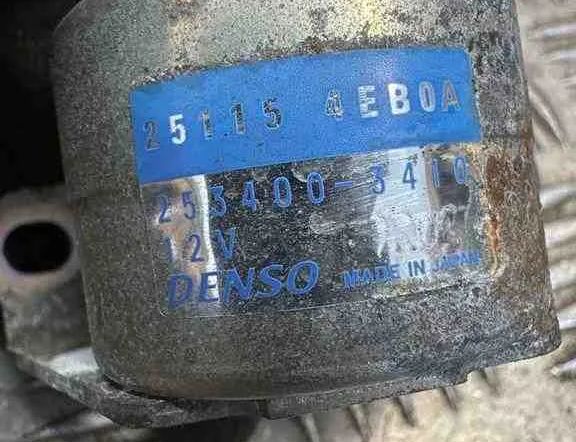 25115 4EB0A
253400-3410
12V
DENSO MADE IN JAPAN